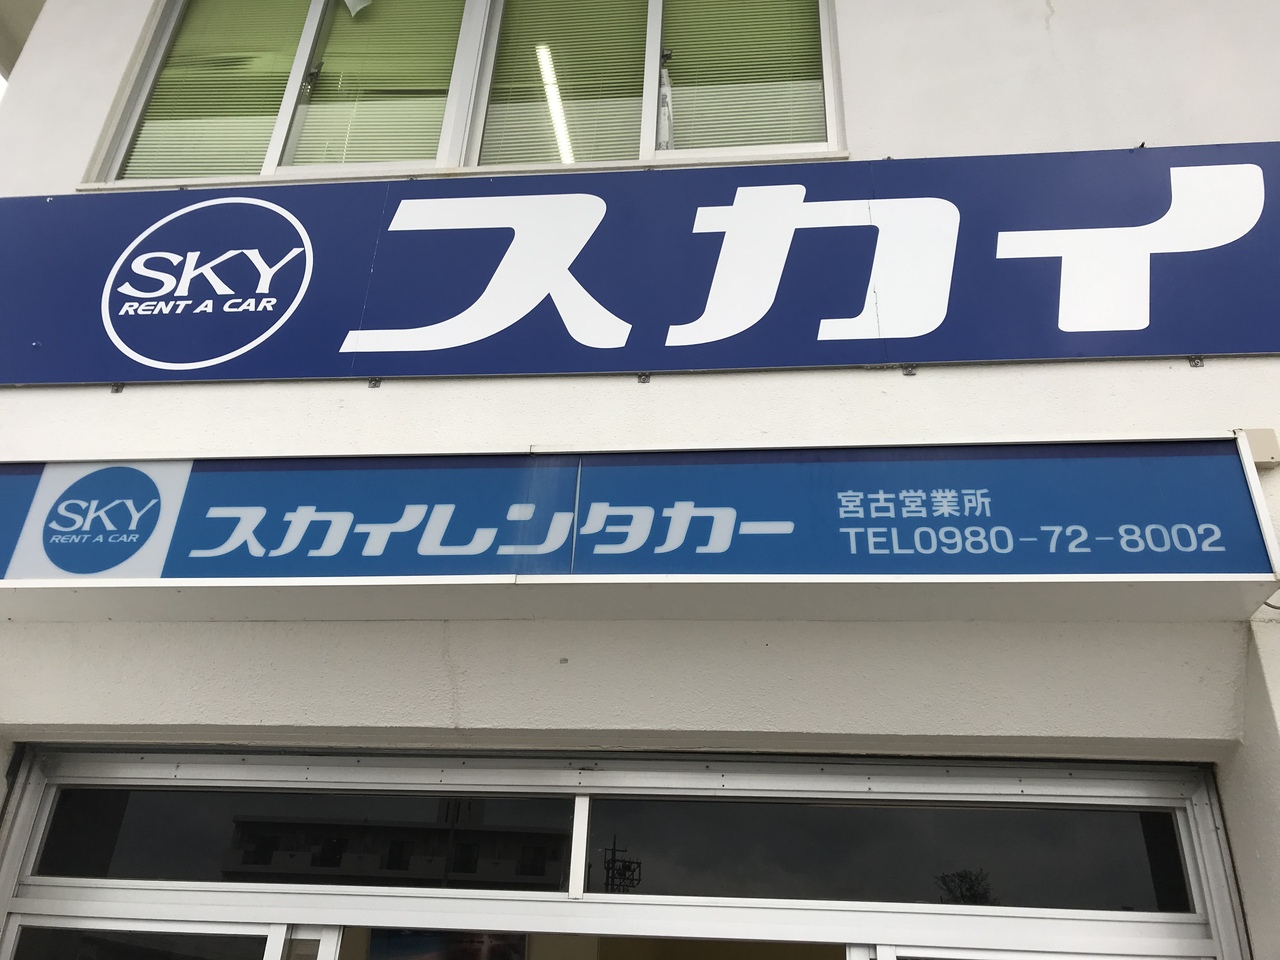 SKY
RENT A CAR
スカイ
SKY
RENT A CAR
スカイレンタカー
宮古営業所
TEL0980-72-8002